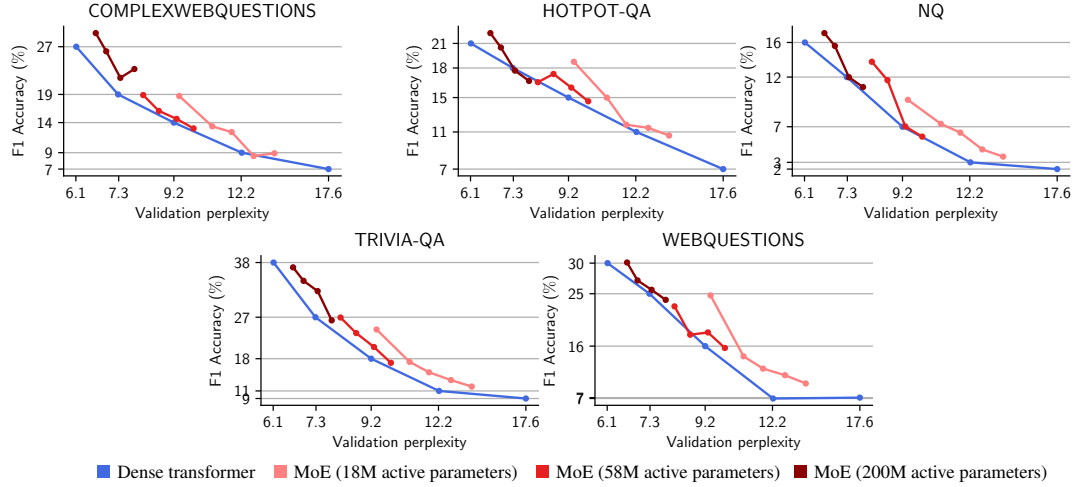 COMPLEXWEBQUESTIONS
F1 Accuracy (%)
27
19
14
9
7
6.1 7.3 9.2 12.2 17.6
Validation perplexity
HOTPOT-QA
F1 Accuracy (%)
21
18
15
11
7
6.1 7.3 9.2 12.2 17.6
Validation perplexity
NQ
F1 Accuracy (%)
16
12
7
3
2
6.1 7.3 9.2 12.2 17.6
Validation perplexity
TRIVIA-QA
F1 Accuracy (%)
38
27
18
11
9
6.1 7.3 9.2 12.2 17.6
Validation perplexity
WEBQUESTIONS
F1 Accuracy (%)
30
25
16
7
6.1 7.3 9.2 12.2 17.6
Validation perplexity
Dense transformer MoE (18M active parameters) MoE (58M active parameters) MoE (200M active parameters)